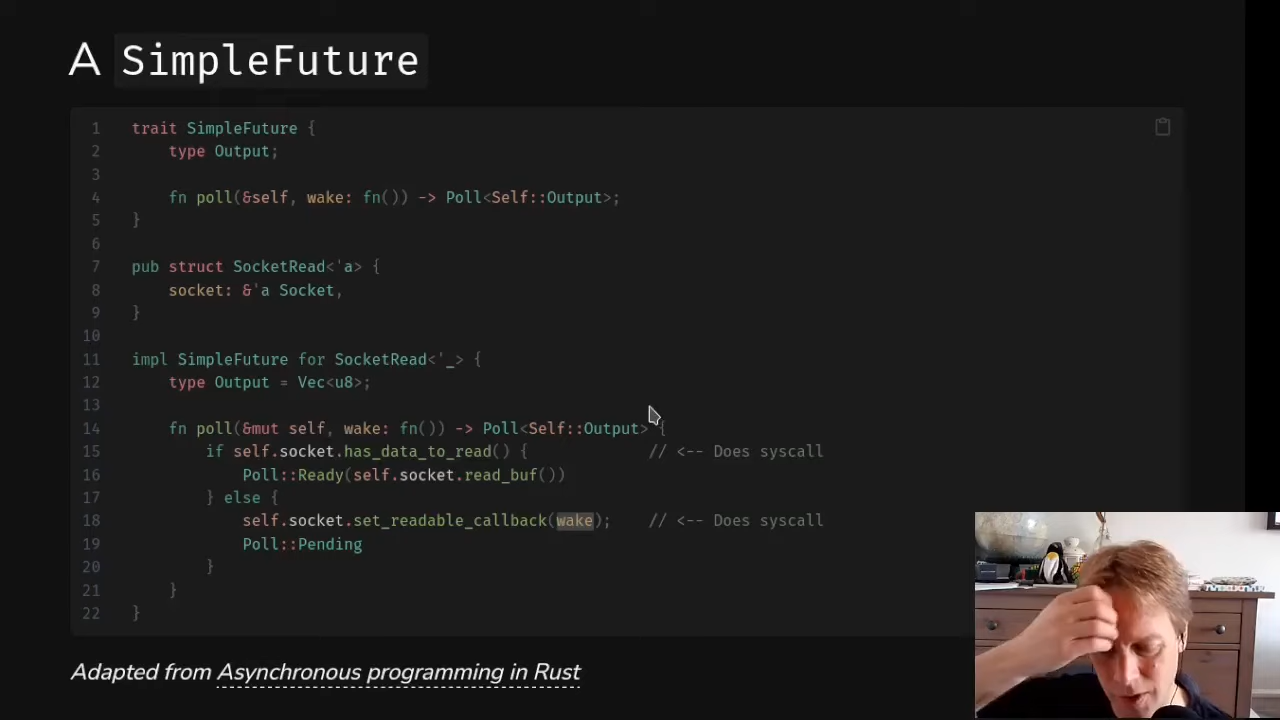 A SimpleFuture
1 trait SimpleFuture {
2 type Output;
3
4 fn poll(&self, wake: fn()) -> Poll<Self::Output>;
5 }
6
7 pub struct SocketRead<'a> {
8 socket: &'a Socket,
9 }
10
11 impl SimpleFuture for SocketRead<'_> {
12 type Output = Vec<u8>;
13
14 fn poll(&mut self, wake: fn()) -> Poll<Self::Output> {
15 if self.socket.has_data_to_read() { // <-- Does syscall
16 Poll::Ready(self.socket.read_buf())
17 } else {
18 self.socket.set_readable_callback(wake); // <-- Does syscall
19 Poll::Pending
20 }
21 }
22 }
Adapted from Asynchronous programming in Rust